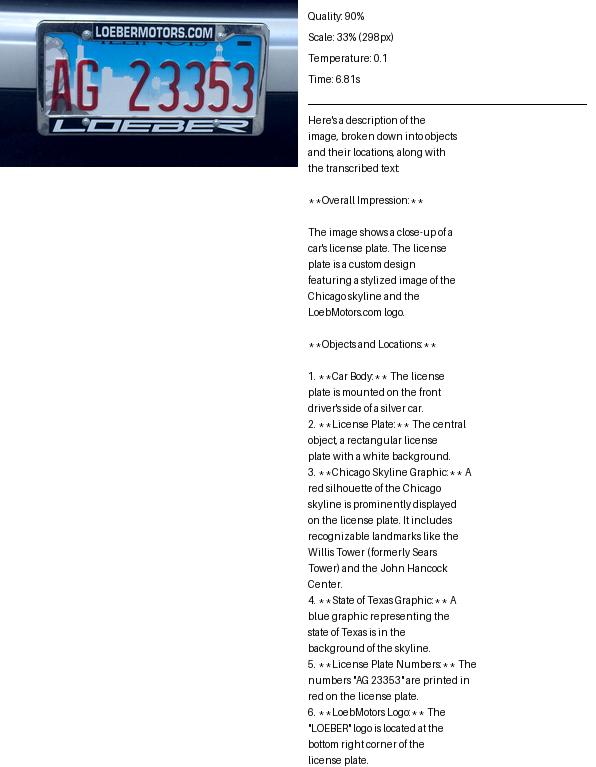 LOEBERMOTORS.COM
ILLINOIS
AG 23353
LOEBER
Quality: 90%
Scale: 33% (298px)
Temperature: 0.1
Time: 6.81s
Here's a description of the
image, broken down into objects
and their locations, along with
the transcribed text:
**Overall Impression:**
The image shows a close-up of a
car's license plate. The license
plate is a custom design
featuring a stylized image of the
Chicago skyline and the
LoebMotors.com logo.
**Objects and Locations:**
1. **Car Body:** The license
plate is mounted on the front
driver's side of a silver car.
2. **License Plate:** The central
object, a rectangular license
plate with a white background.
3. **Chicago Skyline Graphic:** A
red silhouette of the Chicago
skyline is prominently displayed
on the license plate. It includes
recognizable landmarks like the
Willis Tower (formerly Sears
Tower) and the John Hancock
Center.
4. **State of Texas Graphic:** A
blue graphic representing the
state of Texas is in the
background of the skyline.
5. **License Plate Numbers:** The
numbers "AG 23353" are printed in
red on the license plate.
6. **LoebMotors Logo:** The
"LOEBER" logo is located at the
bottom right corner of the
license plate.